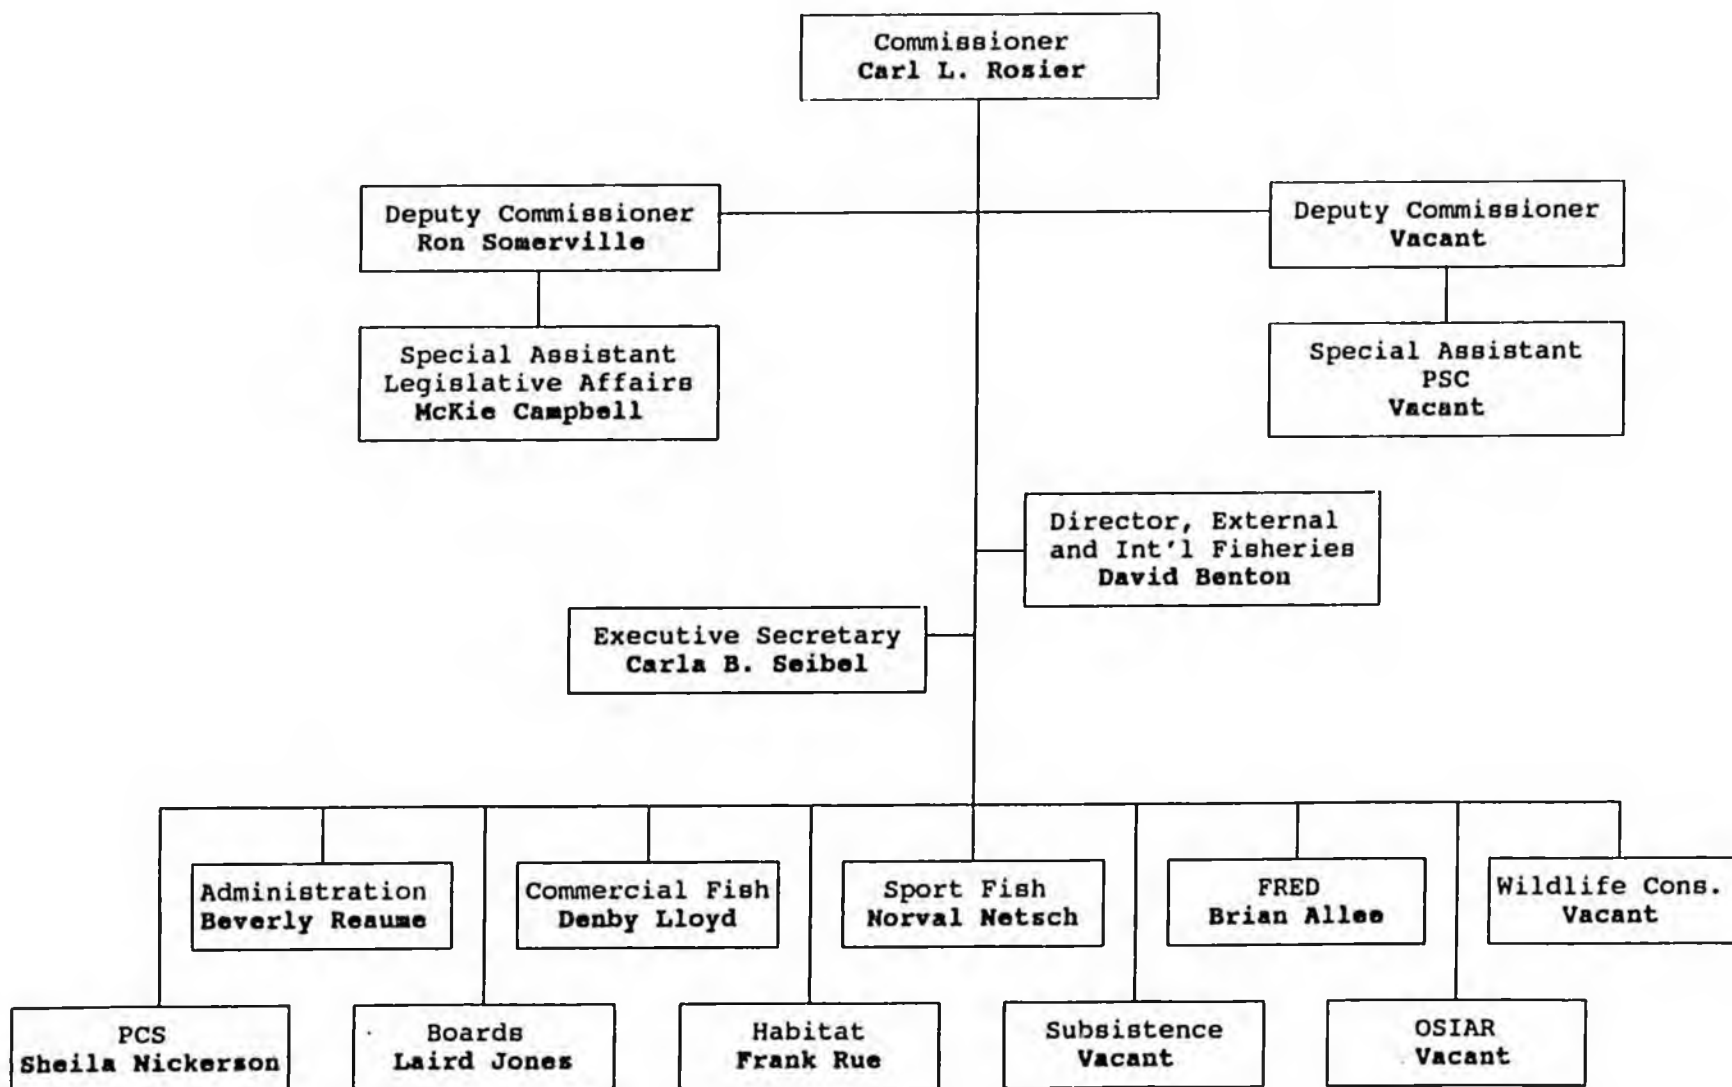 Commissioner
Carl L. Rosier
Deputy Commissioner
Ron Somerville
Deputy Commissioner
Vacant
Special Assistant
Legislative Affairs
McKie Campbell
Special Assistant
PSC
Vacant
Director, External
and Int'l Fisheries
David Benton
Executive Secretary
Carla B. Seibel
Administration
Beverly Reaume
Commercial Fish
Denby Lloyd
Sport Fish
Norval Netsch
FRED
Brian Allee
Wildlife Cons.
Vacant
PCS
Sheila Nickerson
Boards
Laird Jones
Habitat
Frank Rue
Subsistence
Vacant
OSIAR
Vacant